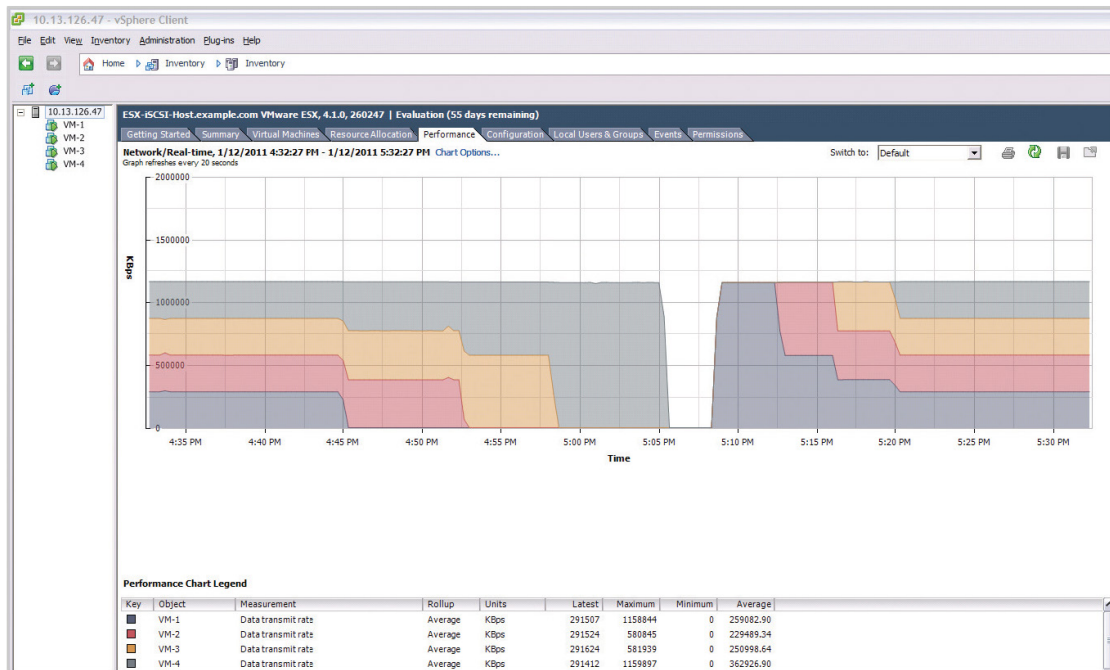 10.13.126.47 - vSphere Client
File Edit View Inventory Administration Plug-ins Help
Home Inventory Inventory
10.13.126.47
VM-1
VM-2
VM-3
VM-4
ESX-iSCSI-Host.example.com VMware ESX, 4.1.0, 260247 | Evaluation (55 days remaining)
Getting Started Summary Virtual Machines Resource Allocation Performance Configuration Local Users & Groups Events Permissions
Network/Real-time, 1/12/2011 4:32:27 PM - 1/12/2011 5:32:27 PM Chart Options...
Graph refreshes every 20 seconds
Switch to: Default
2000000
1500000
1000000
500000
0
KBps
4:35 PM 4:40 PM 4:45 PM 4:50 PM 4:55 PM 5:00 PM 5:05 PM 5:10 PM 5:15 PM 5:20 PM 5:25 PM 5:30 PM
Time
Performance Chart Legend
Key Object Measurement Rollup Units Latest Maximum Minimum Average
VM-1 Data transmit rate Average KBps 291507 1158844 0 259082.90
VM-2 Data transmit rate Average KBps 291524 580845 0 229489.34
VM-3 Data transmit rate Average KBps 291624 581939 0 250998.64
VM-4 Data transmit rate Average KBps 291412 1159897 0 362926.90